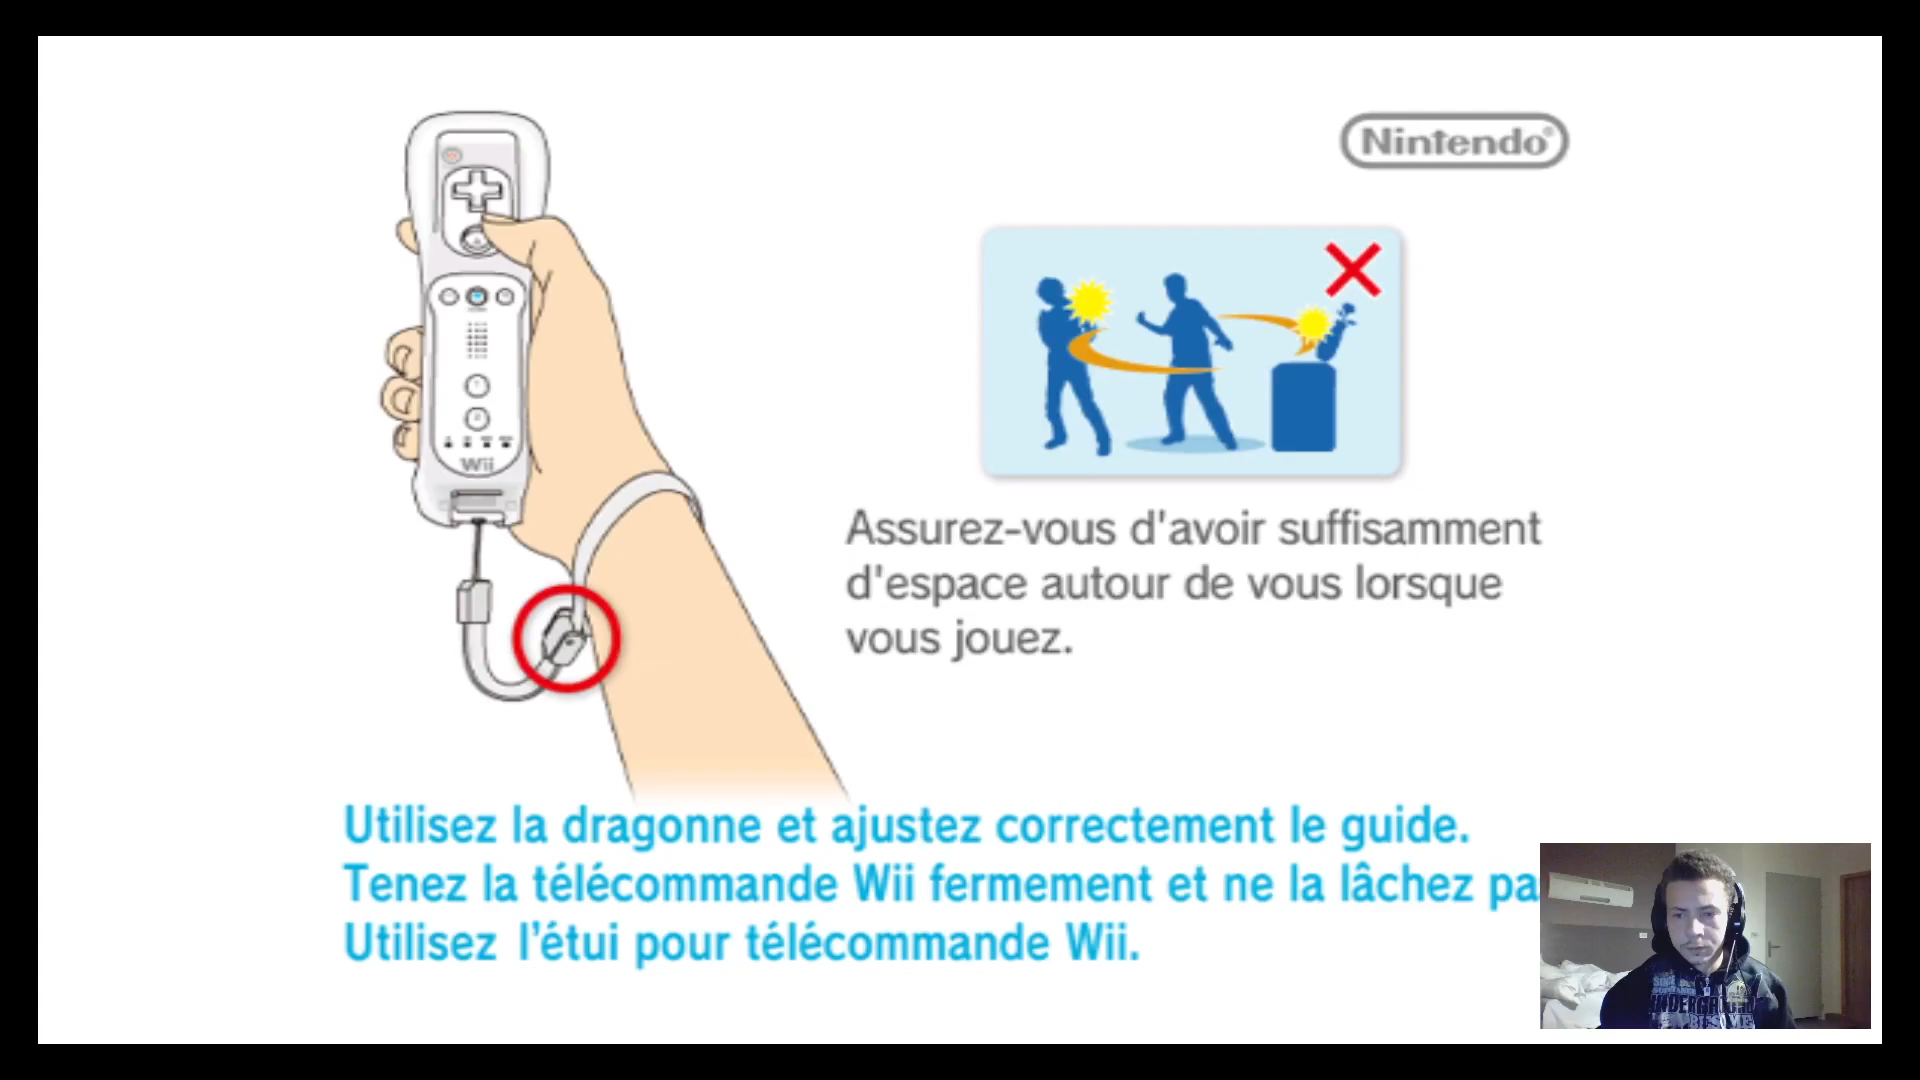 Nintendo®
Assurez-vous d'avoir suffisamment
d'espace autour de vous lorsque
vous jouez.
Wii
Utilisez la dragonne et ajustez correctement le guide.
Tenez la télécommande Wii fermement et ne la lâchez pa
Utilisez l'étui pour télécommande Wii.